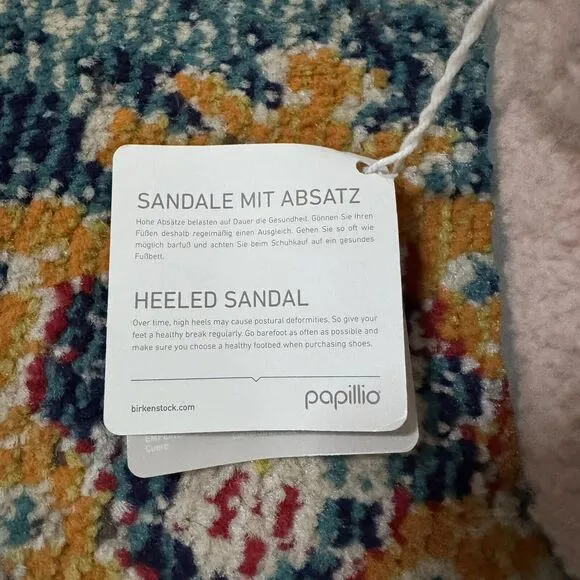 SANDALE MIT ABSATZ
Hohe Absätze belasten auf Dauer die Gesundheit. Gönnen Sie Ihren
Füßen deshalb regelmäßig einen Ausgleich. Gehen Sie so oft wie
möglich barfuß und achten Sie beim Schuhkauf auf ein gesundes
Fußbett.
HEELED SANDAL
Over time, high heels may cause postural deformities. So give your
feet a healthy break regularly. Go barefoot as often as possible and
make sure you choose a healthy footbed when purchasing shoes.
birkenstock.com
papillio
Cuero